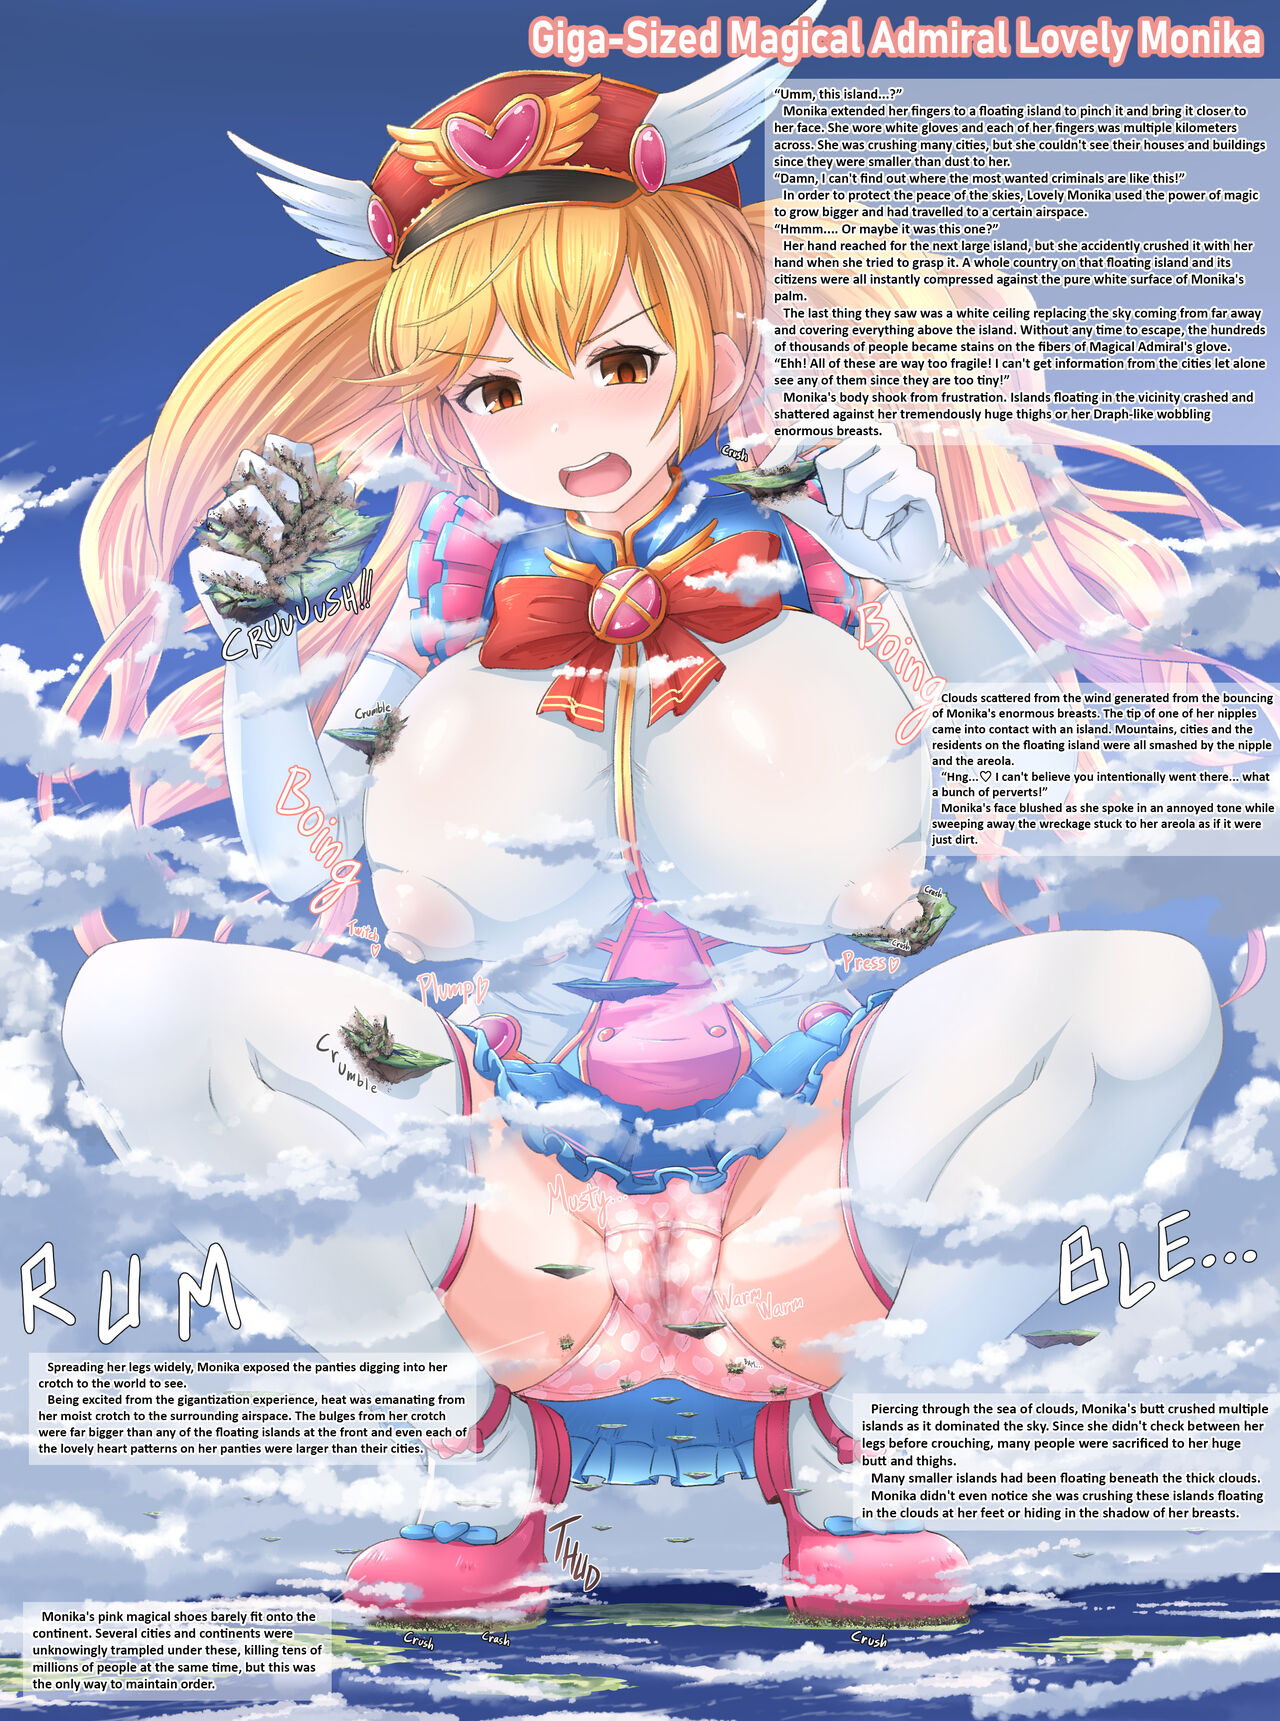 Giga-Sized Magical Admiral Lovely Monika
“Umm, this island...?”
Monika extended her fingers to a floating island to pinch it and bring it closer to
her face. She wore white gloves and each of her fingers was multiple kilometers
across. She was crushing many cities, but she couldn't see their houses and buildings
since they were smaller than dust to her.
“Damn, I can't find out where the most wanted criminals are like this!”
In order to protect the peace of the skies, Lovely Monika used the power of magic
to grow bigger and had travelled to a certain airspace.
“Hmmm.... Or maybe it was this one?”
Her hand reached for the next large island, but she accidently crushed it with her
hand when she tried to grasp it. A whole country on that floating island and its
citizens were all instantly compressed against the pure white surface of Monika's
palm.
The last thing they saw was a white ceiling replacing the sky coming from far away
and covering everything above the island. Without any time to escape, the hundreds
of thousands of people became stains on the fibers of Magical Admiral's glove.
“Ehh! All of these are way too fragile! I can't get information from the cities let alone
see any of them since they are too tiny!”
Monika's body shook from frustration. Islands floating in the vicinity crashed and
shattered against her tremendously huge thighs or her Draph-like wobbling
enormous breasts.
Crush
CRUUUUSH!!
Boing
Crumble
Clouds scattered from the wind generated from the bouncing
of Monika's enormous breasts. The tip of one of her nipples
came into contact with an island. Mountains, cities and the
residents on the floating island were all smashed by the nipple
and the areola.
“Hng...♡ I can't believe you intentionally went there... what
a bunch of perverts!”
Monika's face blushed as she spoke in an annoyed tone while
sweeping away the wreckage stuck to her areola as if it were
just dirt.
Boing
Crash
Twitch ♡
Crush
Press♡
Plump♡
Crumble
Musty...
RUM
BLE...
Warm
Warm
BAM...
Spreading her legs widely, Monika exposed the panties digging into her
crotch to the world to see.
Being excited from the gigantization experience, heat was emanating from
her moist crotch to the surrounding airspace. The bulges from her crotch
were far bigger than any of the floating islands at the front and even each of
the lovely heart patterns on her panties were larger than their cities.
Piercing through the sea of clouds, Monika's butt crushed multiple
islands as it dominated the sky. Since she didn't check between her
legs before crouching, many people were sacrificed to her huge
butt and thighs.
Many smaller islands had been floating beneath the thick clouds.
Monika didn't even notice she was crushing these islands floating
in the clouds at her feet or hiding in the shadow of her breasts.
THUD
Monika's pink magical shoes barely fit onto the
continent. Several cities and continents were
unknowingly trampled under these, killing tens of
millions of people at the same time, but this was
the only way to maintain order.
Crush
Crash
Crush